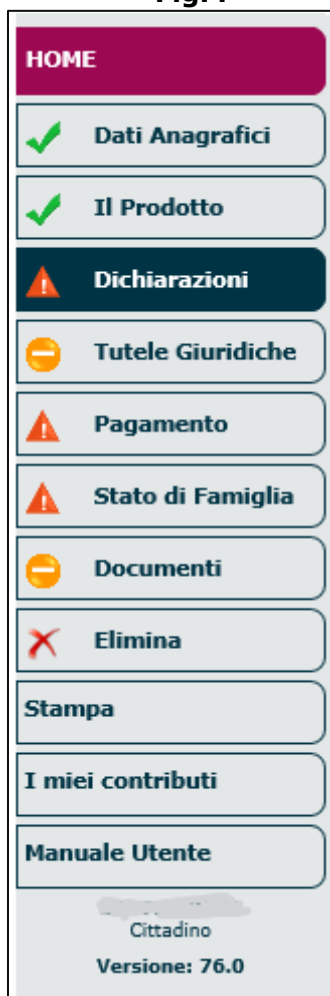 HOME
Dati Anagrafici
Il Prodotto
Dichiarazioni
Tutele Giuridiche
Pagamento
Stato di Famiglia
Documenti
Elimina
Stampa
I miei contributi
Manuale Utente
Cittadino
Versione: 76.0